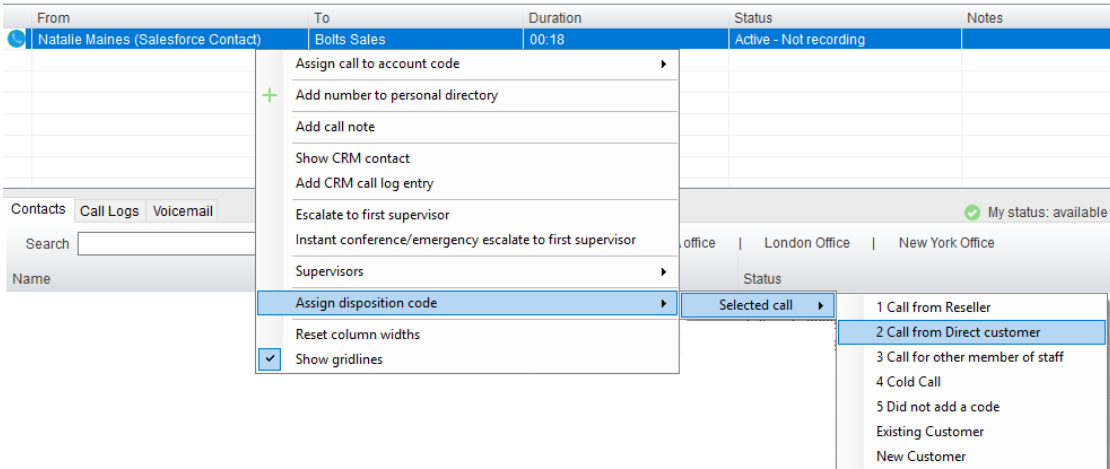 From To Duration Status Notes
Natalie Maines (Salesforce Contact) Bolts Sales 00:18 Active - Not recording
Assign call to account code
Add number to personal directory
Add call note
Show CRM contact
Add CRM call log entry
Contacts Call Logs Voicemail
Escalate to first supervisor
My status: available
Search
Instant conference/emergency escalate to first supervisor
office | London Office | New York Office
Name
Supervisors
Status
Assign disposition code
Selected call
1 Call from Reseller
2 Call from Direct customer
Reset column widths
Show gridlines
3 Call for other member of staff
4 Cold Call
5 Did not add a code
Existing Customer
New Customer